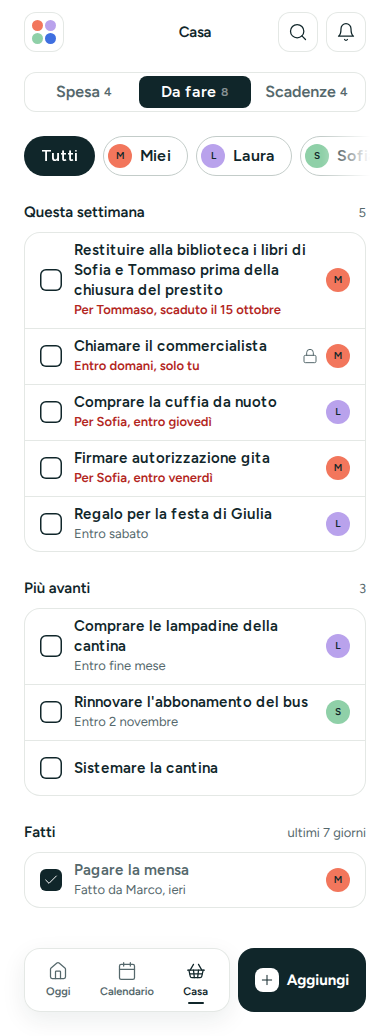 Casa
Spesa 4
Da fare 8
Scadenze 4
Tutti
M Miei
L Laura
S Sofi
Questa settimana 5
Restituire alla biblioteca i libri di
Sofia e Tommaso prima della
chiusura del prestito
Per Tommaso, scaduto il 15 ottobre
M
Chiamare il commercialista
Entro domani, solo tu
M
Comprare la cuffia da nuoto
Per Sofia, entro giovedì
L
Firmare autorizzazione gita
Per Sofia, entro venerdì
M
Regalo per la festa di Giulia
Entro sabato
L
Più avanti 3
Comprare le lampadine della
cantina
Entro fine mese
L
Rinnovare l'abbonamento del bus
Entro 2 novembre
S
Sistemare la cantina
Fatti ultimi 7 giorni
Pagare la mensa
Fatto da Marco, ieri
M
Oggi
Calendario
Casa
Aggiungi